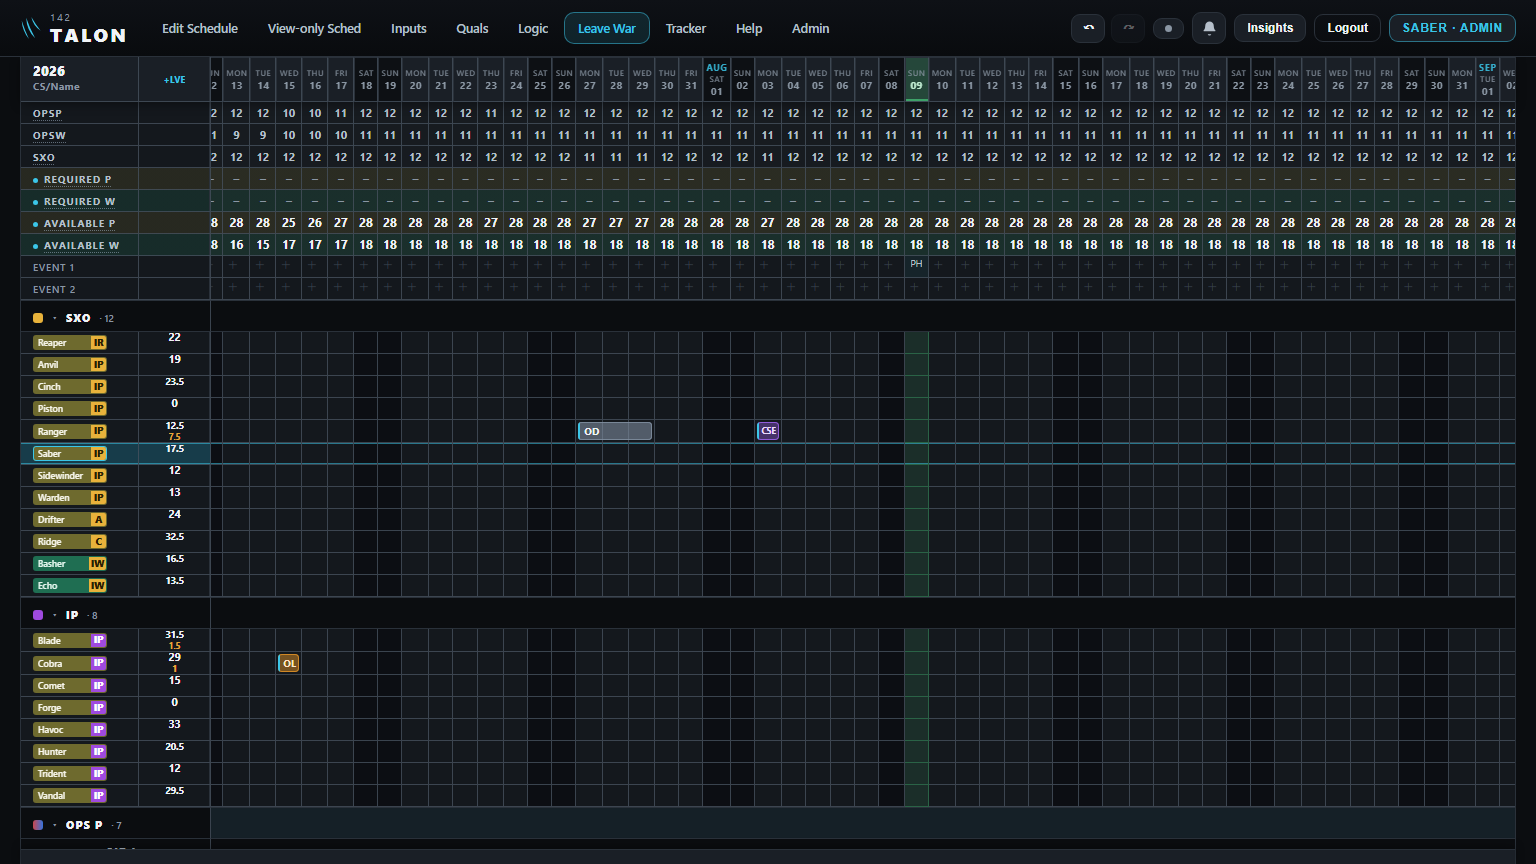 142
TALON
Edit Schedule View-only Sched Inputs Quals Logic Leave War Tracker Help Admin
Insights Logout SABER · ADMIN
2026
CS/Name
+LVE
2 MON 13 TUE 14 WED 15 THU 16 FRI 17 SAT 18 SUN 19 MON 20 TUE 21 WED 22 THU 23 FRI 24 SAT 25 SUN 26 MON 27 TUE 28 WED 29 THU 30 FRI 31 AUG SAT 01 SUN 02 MON 03 TUE 04 WED 05 THU 06 FRI 07 SAT 08 SUN 09 MON 10 TUE 11 WED 12 THU 13 FRI 14 SAT 15 SUN 16 MON 17 TUE 18 WED 19 THU 20 FRI 21 SAT 22 SUN 23 MON 24 TUE 25 WED 26 THU 27 FRI 28 SAT 29 SUN 30 MON 31 SEP TUE 01 WE 02
OPSP 2 12 12 10 10 11 12 12 12 12 12 11 12 12 12 12 12 12 12 12 12 12 12 12 12 12 12 12 12 12 12 12 12 12 12 12 12 12 12 12 12 12 12 12 12 12 12 12 12 12 12 12 12
OPSW 1 9 9 10 10 10 11 11 11 11 11 11 11 11 11 11 11 11 11 11 11 11 11 11 11 11 11 11 11 11 11 11 11 11 11 11 11 11 11 11 11 11 11 11 11 11 11 11 11 11 11 11 11
SXO 2 12 12 12 12 12 12 12 12 12 12 12 12 12 12 11 11 11 12 12 12 12 11 12 12 12 12 12 12 12 12 12 12 12 12 12 12 12 12 12 12 12 12 12 12 12 12 12 12 12 12 12 12
REQUIRED P – – – – – – – – – – – – – – – – – – – – – – – – – – – – – – – – – – – – – – – – – – – – – – – – – – – – –
REQUIRED W – – – – – – – – – – – – – – – – – – – – – – – – – – – – – – – – – – – – – – – – – – – – – – – – – – – – –
AVAILABLE P 8 28 28 25 26 27 28 28 28 28 28 27 28 28 28 27 27 27 28 28 28 28 27 28 28 28 28 28 28 28 28 28 28 28 28 28 28 28 28 28 28 28 28 28 28 28 28 28 28 28 28 28 28
AVAILABLE W 8 16 15 17 17 17 18 18 18 18 18 18 18 18 18 18 18 18 18 18 18 18 18 18 18 18 18 18 18 18 18 18 18 18 18 18 18 18 18 18 18 18 18 18 18 18 18 18 18 18 18 18 18
EVENT 1 PH
EVENT 2
· SXO · 12
Reaper IR 22
Anvil IP 19
Cinch IP 23.5
Piston IP 0
Ranger IP 12.5 7.5 OD CSE
Saber IP 17.5
Sidewinder IP 12
Warden IP 13
Drifter A 24
Ridge C 32.5
Basher IW 16.5
Echo IW 13.5
· IP · 8
Blade IP 31.5 1.5
Cobra IP 29 1 OL
Comet IP 15
Forge IP 0
Havoc IP 33
Hunter IP 20.5
Trident IP 12
Vandal IP 29.5
· OPS P · 7